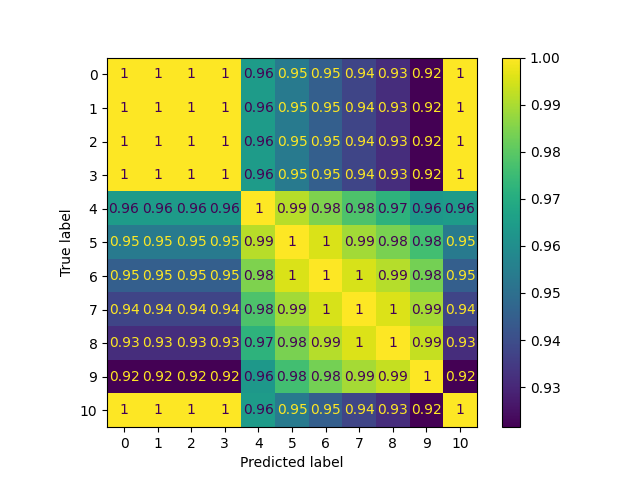 0 1 1 1 1 0.96 0.95 0.95 0.94 0.93 0.92 1
1 1 1 1 1 0.96 0.95 0.95 0.94 0.93 0.92 1
2 1 1 1 1 0.96 0.95 0.95 0.94 0.93 0.92 1
3 1 1 1 1 0.96 0.95 0.95 0.94 0.93 0.92 1
4 0.96 0.96 0.96 0.96 1 0.99 0.98 0.98 0.97 0.96 0.96
5 0.95 0.95 0.95 0.95 0.99 1 1 0.99 0.98 0.98 0.95
6 0.95 0.95 0.95 0.95 0.98 1 1 1 0.99 0.98 0.95
7 0.94 0.94 0.94 0.94 0.98 0.99 1 1 1 0.99 0.94
8 0.93 0.93 0.93 0.93 0.97 0.98 0.99 1 1 0.99 0.93
9 0.92 0.92 0.92 0.92 0.96 0.98 0.98 0.99 0.99 1 0.92
10 1 1 1 1 0.96 0.95 0.95 0.94 0.93 0.92 1
0 1 2 3 4 5 6 7 8 9 10
Predicted label
True label
1.00
0.99
0.98
0.97
0.96
0.95
0.94
0.93